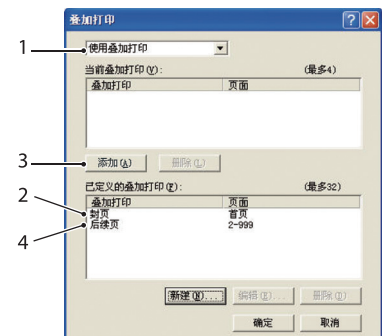 叠加打印
1 使用叠加打印
当前叠加打印(V): (最多4)
叠加打印 页面
3 添加(A) 删除(L)
已定义的叠加打印(F): (最多32)
叠加打印 页面
2 封页 首页
4 后续页 2-999
新建(N)... 编辑(E)... 删除(D)
确定 取消